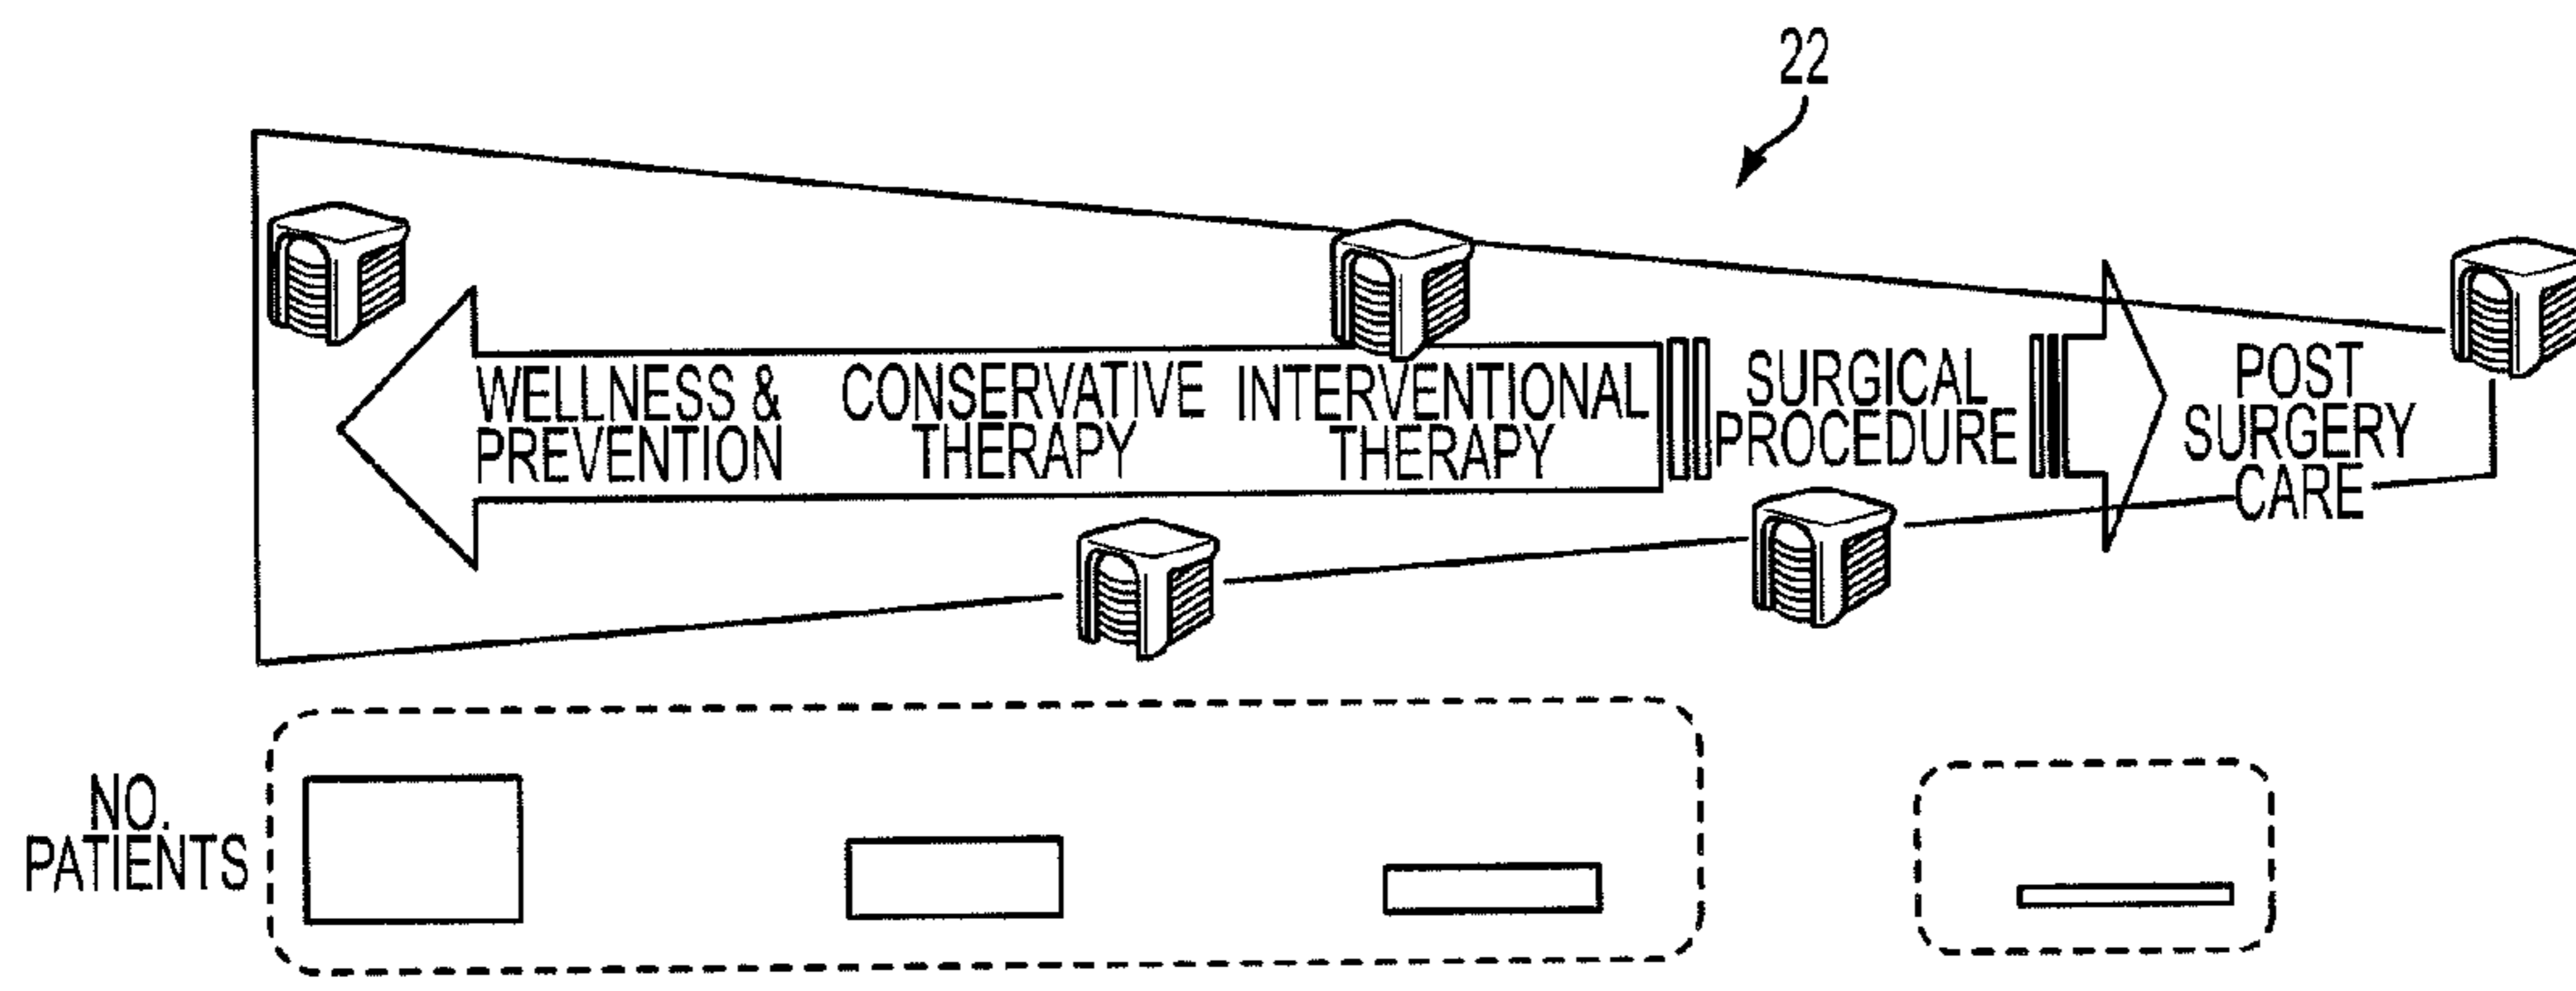 22
WELLNESS &
PREVENTION
CONSERVATIVE
THERAPY
INTERVENTIONAL
THERAPY
SURGICAL
PROCEDURE
POST
SURGERY
CARE
NO.
PATIENTS